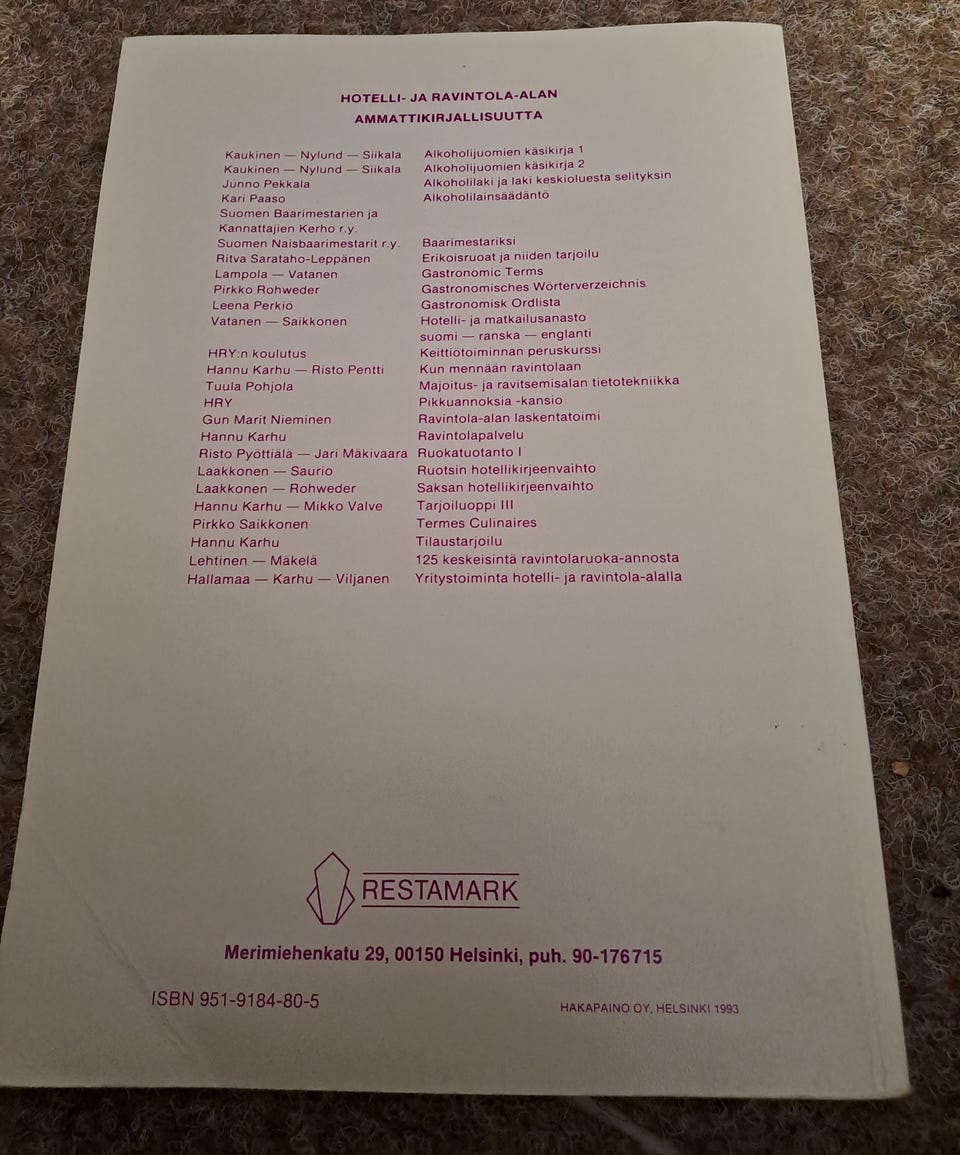 HOTELLI- JA RAVINTOLA-ALAN
AMMATTIKIRJALLISUUTTA
Kaukinen — Nylund — Siikala Alkoholijuomien käsikirja 1
Kaukinen — Nylund — Siikala Alkoholijuomien käsikirja 2
Junno Pekkala Alkoholilaki ja laki keskioluesta selityksin
Kari Paaso Alkoholilainsäädäntö
Suomen Baarimestarien ja
Kannattajien Kerho r.y.
Suomen Naisbaarimestarit r.y. Baarimestariksi
Ritva Sarataho-Leppänen Erikoisruoat ja niiden tarjoilu
Lampola — Vatanen Gastronomic Terms
Pirkko Rohweder Gastronomisches Wörterverzeichnis
Leena Perkiö Gastronomisk Ordlista
Vatanen — Saikkonen Hotelli- ja matkailusanasto
suomi — ranska — englanti
HRY:n koulutus Keittiötoiminnan peruskurssi
Hannu Karhu — Risto Pentti Kun mennään ravintolaan
Tuula Pohjola Majoitus- ja ravitsemisalan tietotekniikka
HRY Pikkuannoksia -kansio
Gun Marit Nieminen Ravintola-alan laskentatoimi
Hannu Karhu Ravintolapalvelu
Risto Pyöttiälä — Jari Mäkivaara Ruokatuotanto I
Laakkonen — Saurio Ruotsin hotellikirjeenvaihto
Laakkonen — Rohweder Saksan hotellikirjeenvaihto
Hannu Karhu — Mikko Valve Tarjoiluoppi III
Pirkko Saikkonen Termes Culinaires
Hannu Karhu Tilaustarjoilu
Lehtinen — Mäkelä 125 keskeisintä ravintolaruoka-annosta
Hallamaa — Karhu — Viljanen Yritystoiminta hotelli- ja ravintola-alalla
RESTAMARK
Merimiehenkatu 29, 00150 Helsinki, puh. 90-176715
ISBN 951-9184-80-5
HAKAPAINO OY, HELSINKI 1993